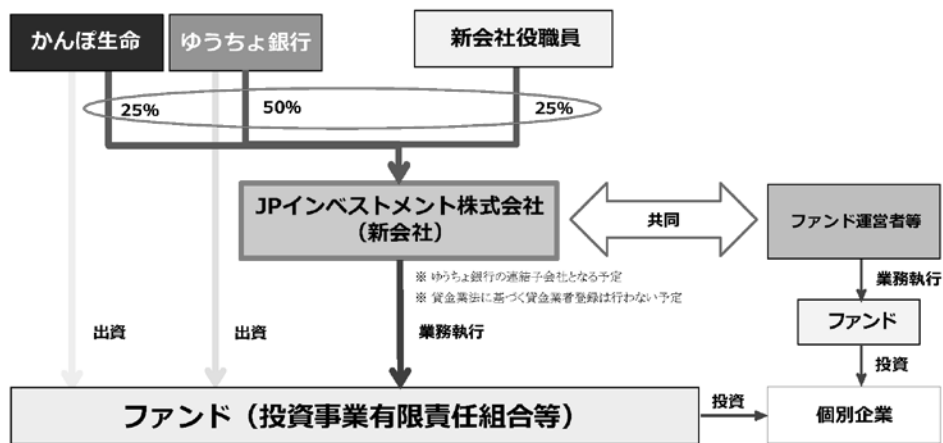 かんぽ生命
ゆうちょ銀行
新会社役職員
25%
50%
25%
JPインベストメント株式会社
（新会社）
共同
ファンド運営者等
※ ゆうちょ銀行の連結子会社となる予定
※ 貸金業法に基づく貸金業者登録は行わない予定
業務執行
ファンド
出資
出資
業務執行
投資
ファンド（投資事業有限責任組合等）
投資
個別企業